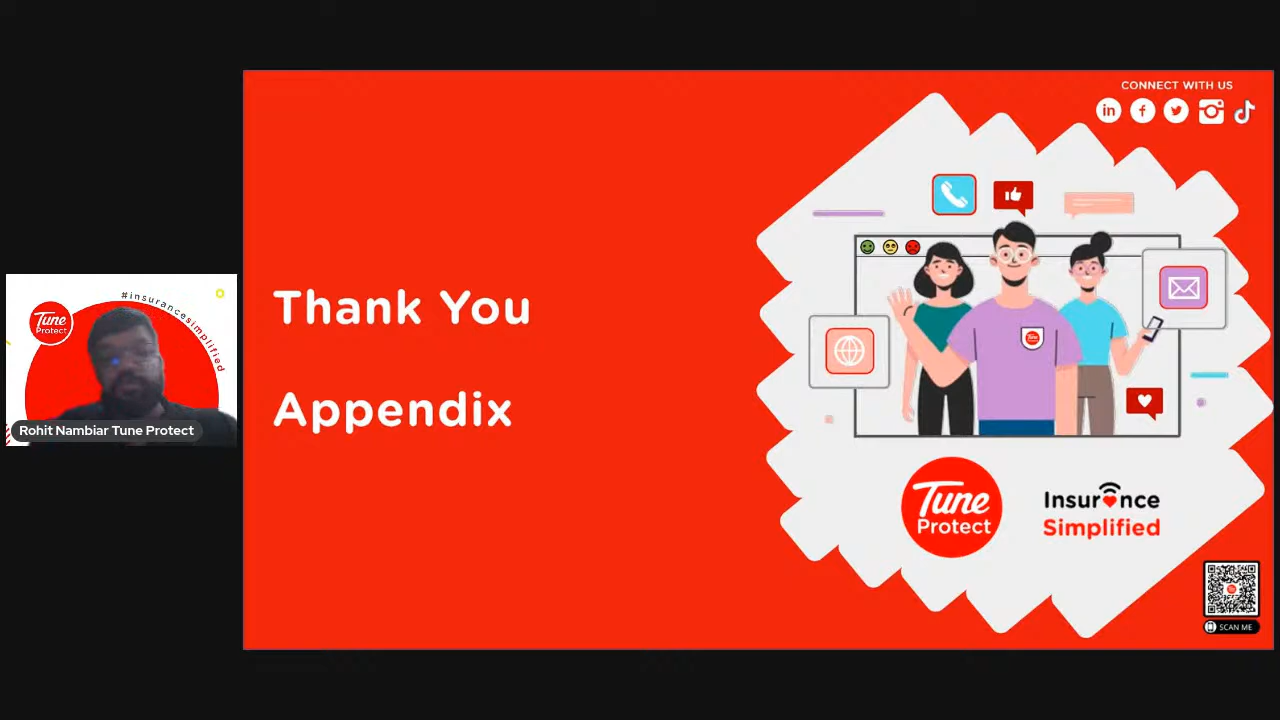 CONNECT WITH US
Thank You
Appendix
#insurancesimplified
Tune
Protect
Rohit Nambiar Tune Protect
Tune
Protect
Insurance
Simplified
SCAN ME